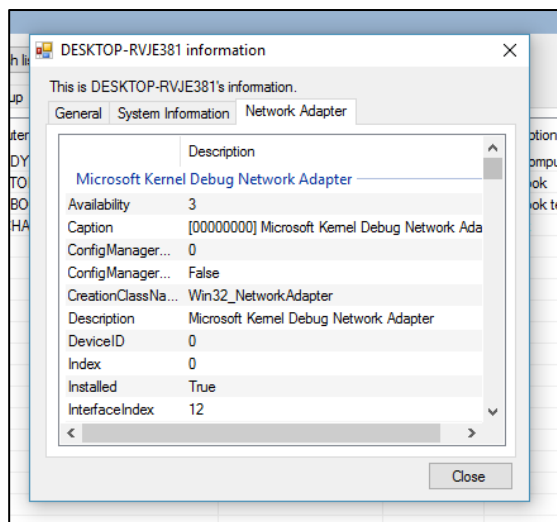 DESKTOP-RVJE381 information
This is DESKTOP-RVJE381's information.
General System Information Network Adapter
Description
Microsoft Kernel Debug Network Adapter
Availability 3
Caption [00000000] Microsoft Kernel Debug Network Ada
ConfigManager... 0
ConfigManager... False
CreationClassNa... Win32_NetworkAdapter
Description Microsoft Kernel Debug Network Adapter
DeviceID 0
Index 0
Installed True
InterfaceIndex 12
Close